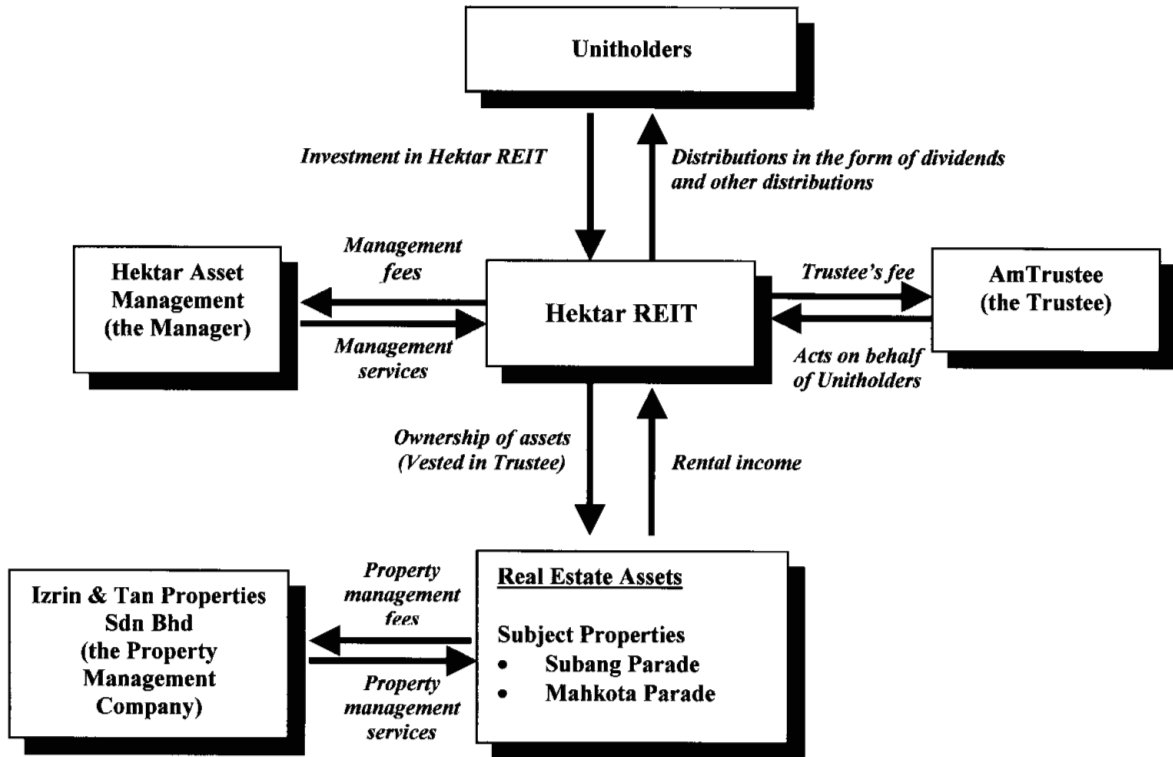 Unitholders
Investment in Hektar REIT
Distributions in the form of dividends
and other distributions
Management
fees
Hektar Asset
Management
(the Manager)
Management
services
Hektar REIT
Trustee's fee
AmTrustee
(the Trustee)
Acts on behalf
of Unitholders
Ownership of assets
(Vested in Trustee)
Rental income
Izrin & Tan Properties
Sdn Bhd
(the Property
Management
Company)
Property
management
fees
Property
management
services
Real Estate Assets
Subject Properties
• Subang Parade
• Mahkota Parade